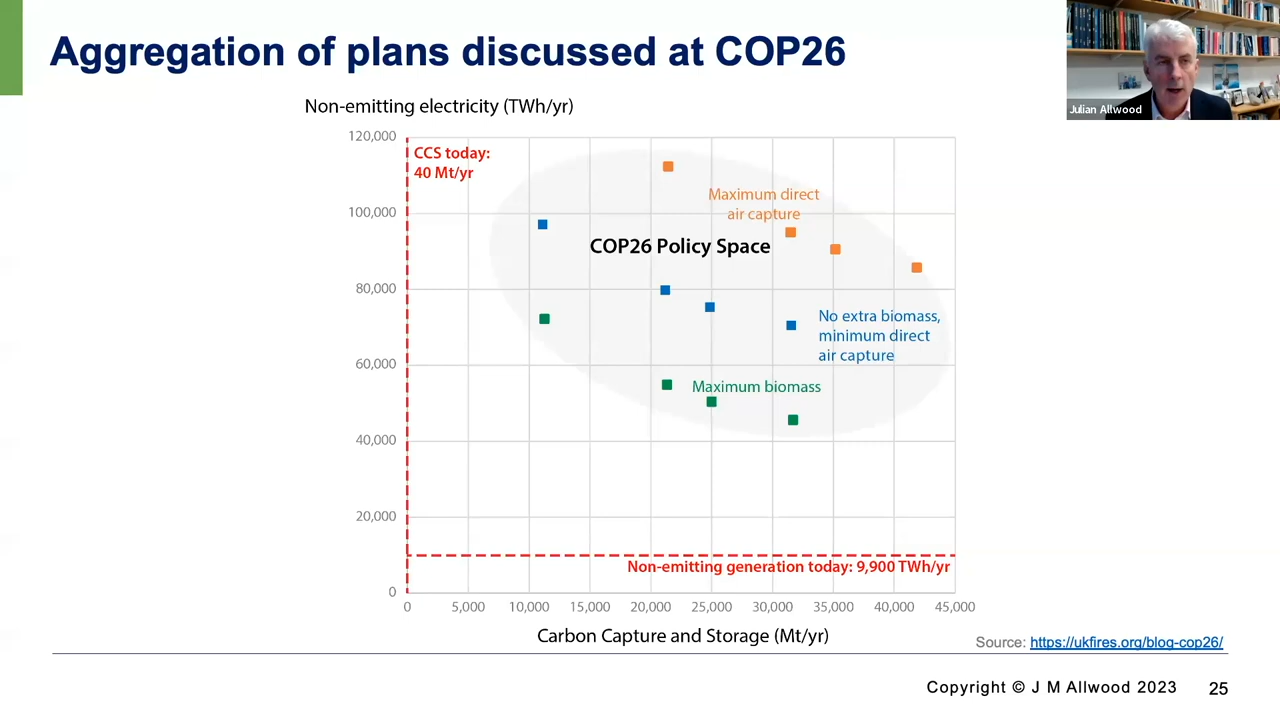 Aggregation of plans discussed at COP26
Julian Allwood
Non-emitting electricity (TWh/yr)
120,000
100,000
80,000
60,000
40,000
20,000
0
CCS today:
40 Mt/yr
Maximum direct
air capture
COP26 Policy Space
No extra biomass,
minimum direct
air capture
Maximum biomass
Non-emitting generation today: 9,900 TWh/yr
0 5,000 10,000 15,000 20,000 25,000 30,000 35,000 40,000 45,000
Carbon Capture and Storage (Mt/yr)
Source: https://ukfires.org/blog-cop26/
Copyright © J M Allwood 2023
25